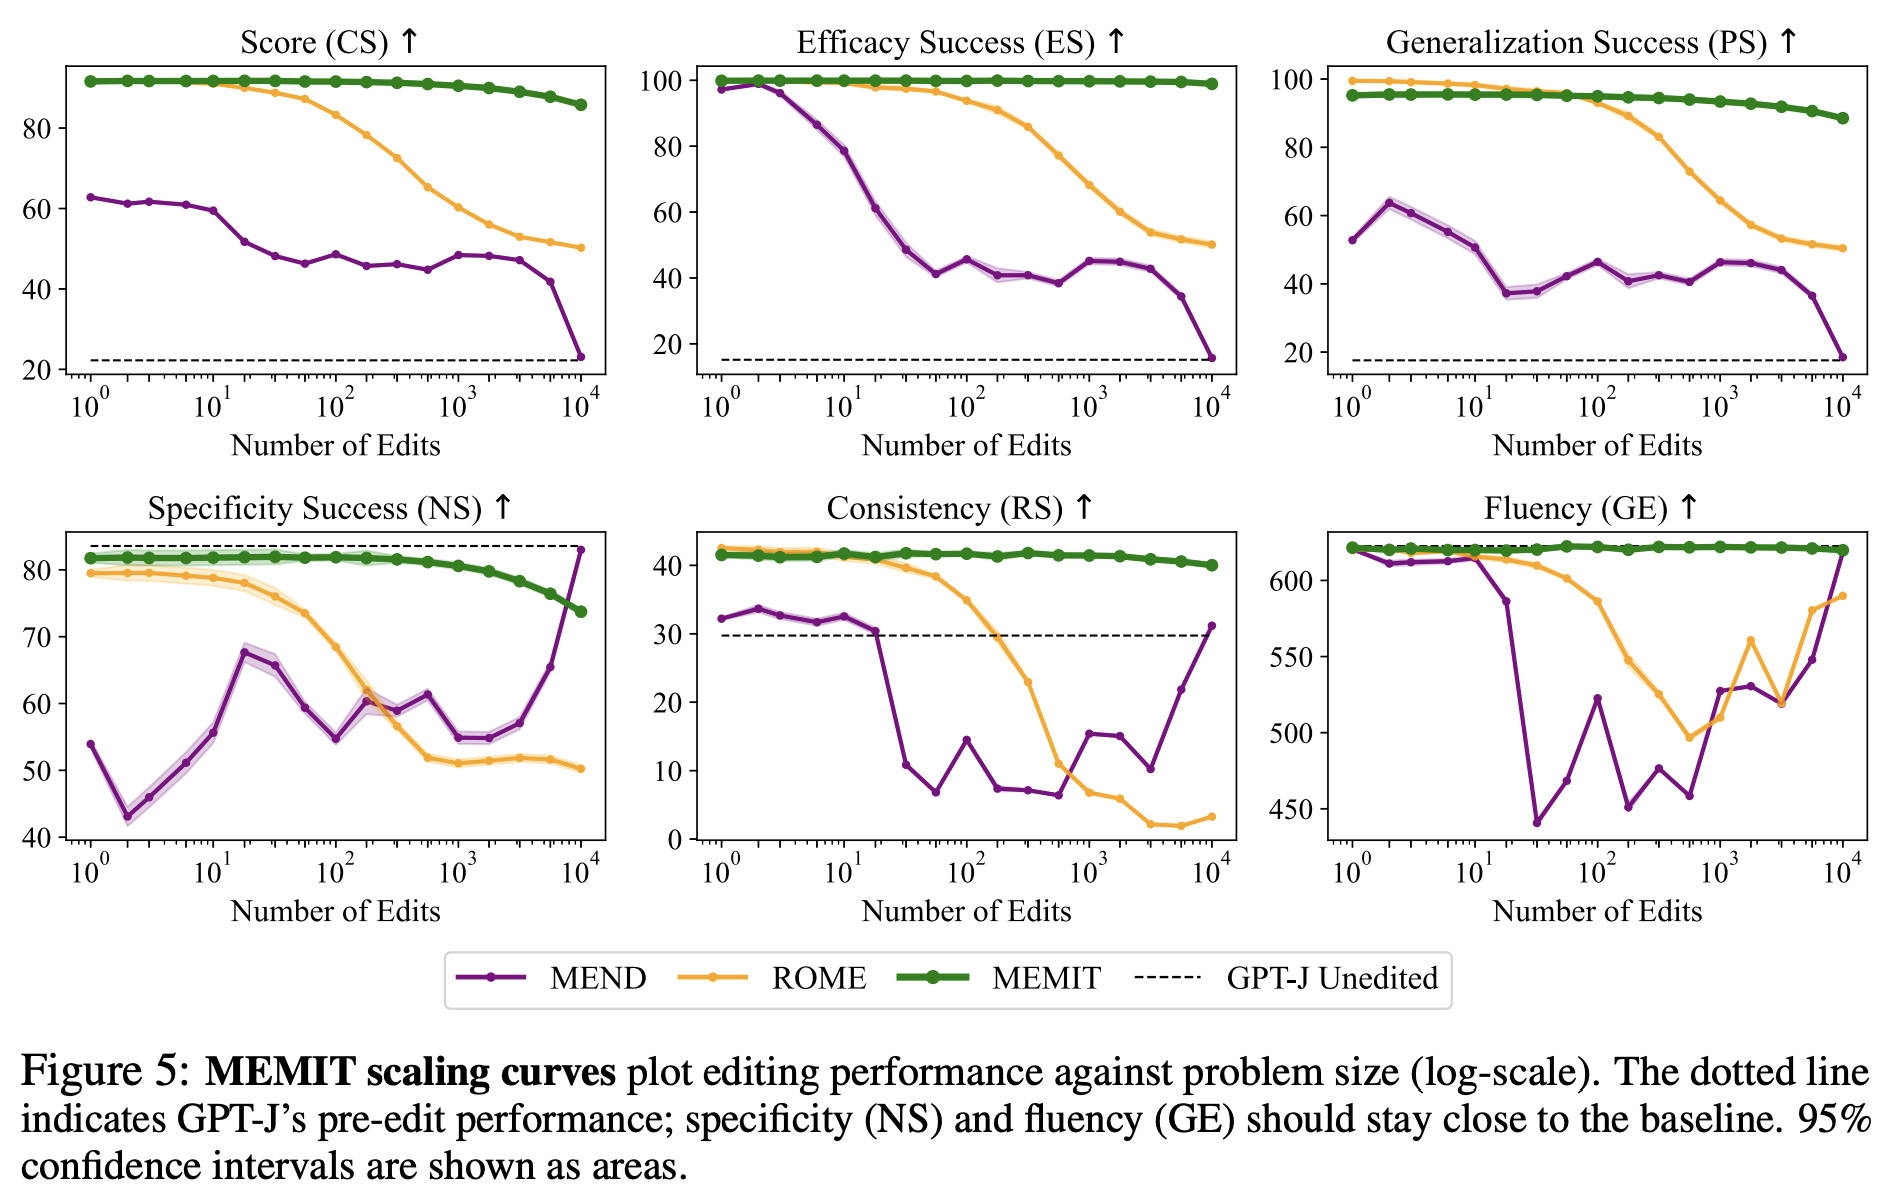 Score (CS) ↑
Efficacy Success (ES) ↑
Generalization Success (PS) ↑
80
60
40
20
10^0 10^1 10^2 10^3 10^4
Number of Edits
100
80
60
40
20
10^0 10^1 10^2 10^3 10^4
Number of Edits
100
80
60
40
20
10^0 10^1 10^2 10^3 10^4
Number of Edits
Specificity Success (NS) ↑
Consistency (RS) ↑
Fluency (GE) ↑
80
70
60
50
40
10^0 10^1 10^2 10^3 10^4
Number of Edits
40
30
20
10
0
10^0 10^1 10^2 10^3 10^4
Number of Edits
600
550
500
450
10^0 10^1 10^2 10^3 10^4
Number of Edits
MEND ROME MEMIT GPT-J Unedited
Figure 5: MEMIT scaling curves plot editing performance against problem size (log-scale). The dotted line
indicates GPT-J's pre-edit performance; specificity (NS) and fluency (GE) should stay close to the baseline. 95%
confidence intervals are shown as areas.